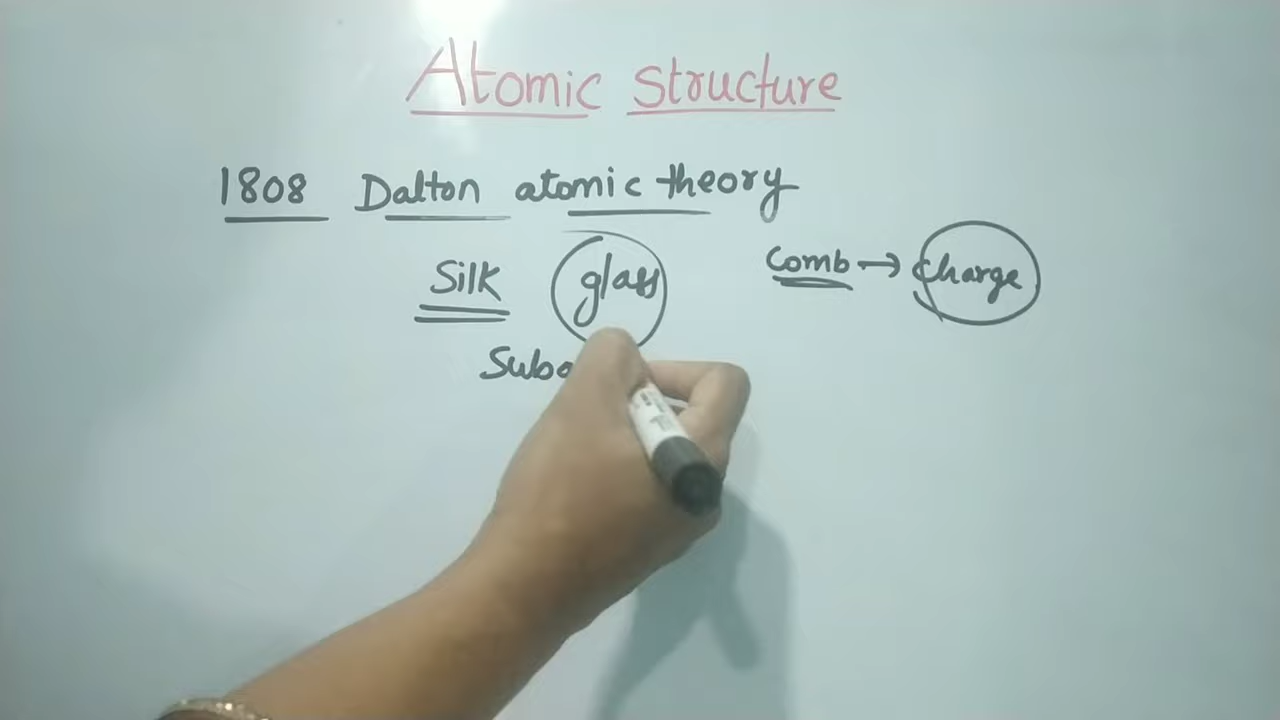 Atomic Structure
1808 Dalton atomic theory
Silk glass Comb → Charge